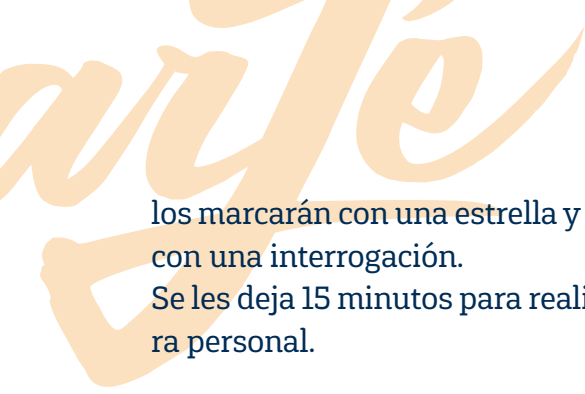 los marcarán con una estrella y
con una interrogación.
Se les deja 15 minutos para reali
ra personal.